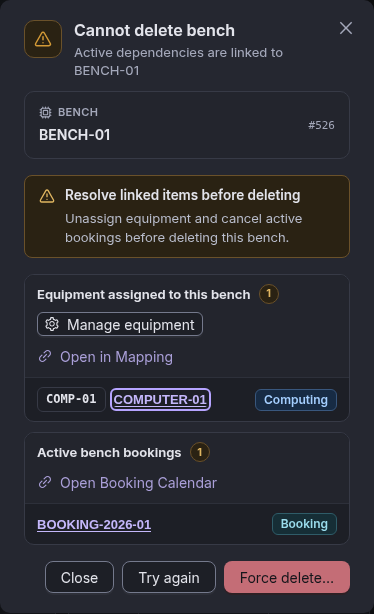 Cannot delete bench
Active dependencies are linked to
BENCH-01
BENCH
BENCH-01
#526
Resolve linked items before deleting
Unassign equipment and cancel active
bookings before deleting this bench.
Equipment assigned to this bench 1
Manage equipment
Open in Mapping
COMP-01 COMPUTER-01 Computing
Active bench bookings 1
Open Booking Calendar
BOOKING-2026-01 Booking
Close Try again Force delete...